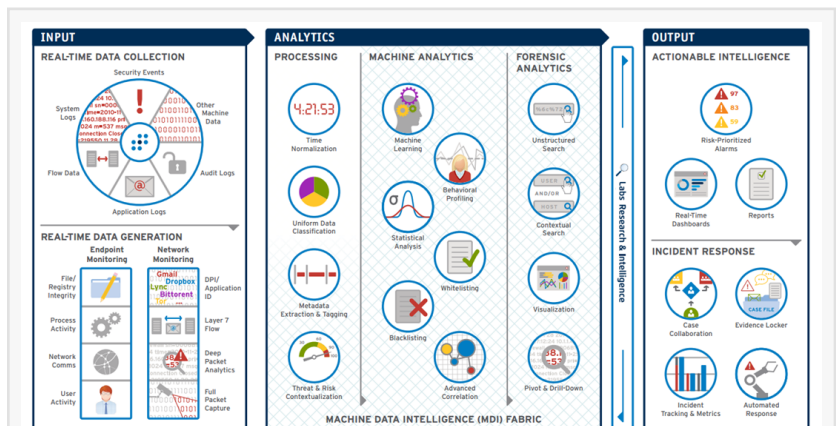 INPUT
REAL-TIME DATA COLLECTION
Security Events
System
Logs
Other
Machine
Data
Flow Data
Audit Logs
Application Logs
REAL-TIME DATA GENERATION
Endpoint
Monitoring
Network
Monitoring
File/
Registry
Integrity
Gmail
Dropbox
Lync
Bittorent
Tor ...
DPI/
Application
ID
Process
Activity
Layer 7
Flow
Network
Comms
Deep
Packet
Analytics
User
Activity
Full
Packet
Capture
ANALYTICS
PROCESSING
4:21:53
Time
Normalization
Uniform Data
Classification
Metadata
Extraction & Tagging
Threat & Risk
Contextualization
MACHINE ANALYTICS
Machine
Learning
Behavioral
Profiling
σ
Statistical
Analysis
Whitelisting
Blacklisting
Advanced
Correlation
FORENSIC
ANALYTICS
Unstructured
Search
USER
AND/OR
HOST
Contextual
Search
Visualization
Pivot & Drill-Down
MACHINE DATA INTELLIGENCE (MDI) FABRIC
Labs Research & Intelligence
OUTPUT
ACTIONABLE INTELLIGENCE
97
83
59
Risk-Prioritized
Alarms
Real-Time
Dashboards
Reports
INCIDENT RESPONSE
Case
Collaboration
CASE FILE
Evidence Locker
Incident
Tracking & Metrics
Automated
Response